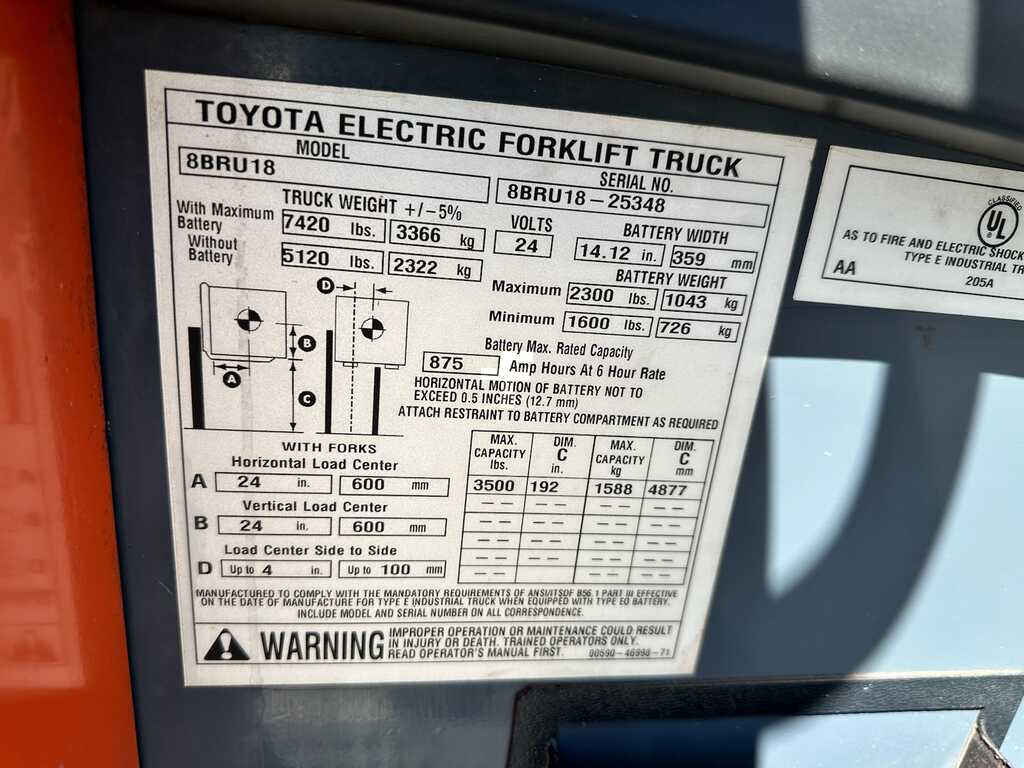 TOYOTA ELECTRIC FORKLIFT TRUCK
MODEL
8BRU18
SERIAL NO.
8BRU18-25348
TRUCK WEIGHT +/-5%
With Maximum Battery 7420 lbs. 3366 kg
Without Battery 5120 lbs. 2322 kg
VOLTS
24
BATTERY WIDTH
14.12 in. 359 mm
BATTERY WEIGHT
Maximum 2300 lbs. 1043 kg
Minimum 1600 lbs. 726 kg
Battery Max. Rated Capacity
875 Amp Hours At 6 Hour Rate
HORIZONTAL MOTION OF BATTERY NOT TO
EXCEED 0.5 INCHES (12.7 mm)
ATTACH RESTRAINT TO BATTERY COMPARTMENT AS REQUIRED
D
B
A
C
WITH FORKS
Horizontal Load Center
A 24 in. 600 mm
Vertical Load Center
B 24 in. 600 mm
Load Center Side to Side
D Up to 4 in. Up to 100 mm
MAX. CAPACITY lbs. DIM. C in. MAX. CAPACITY kg DIM. C mm
3500 192 1588 4877
-- -- -- --
-- -- -- --
-- -- -- --
-- -- -- --
-- -- -- --
MANUFACTURED TO COMPLY WITH THE MANDATORY REQUIREMENTS OF ANSI/ITSDF B56.1 PART III EFFECTIVE
ON THE DATE OF MANUFACTURE FOR TYPE E INDUSTRIAL TRUCK WHEN EQUIPPED WITH TYPE EO BATTERY.
INCLUDE MODEL AND SERIAL NUMBER ON ALL CORRESPONDENCE.
WARNING
IMPROPER OPERATION OR MAINTENANCE COULD RESULT
IN INJURY OR DEATH. TRAINED OPERATORS ONLY.
READ OPERATOR'S MANUAL FIRST.
00590-46998-71
CLASSIFIED
UL
®
AS TO FIRE AND ELECTRIC SHOCK
TYPE E INDUSTRIAL TR
AA
205A